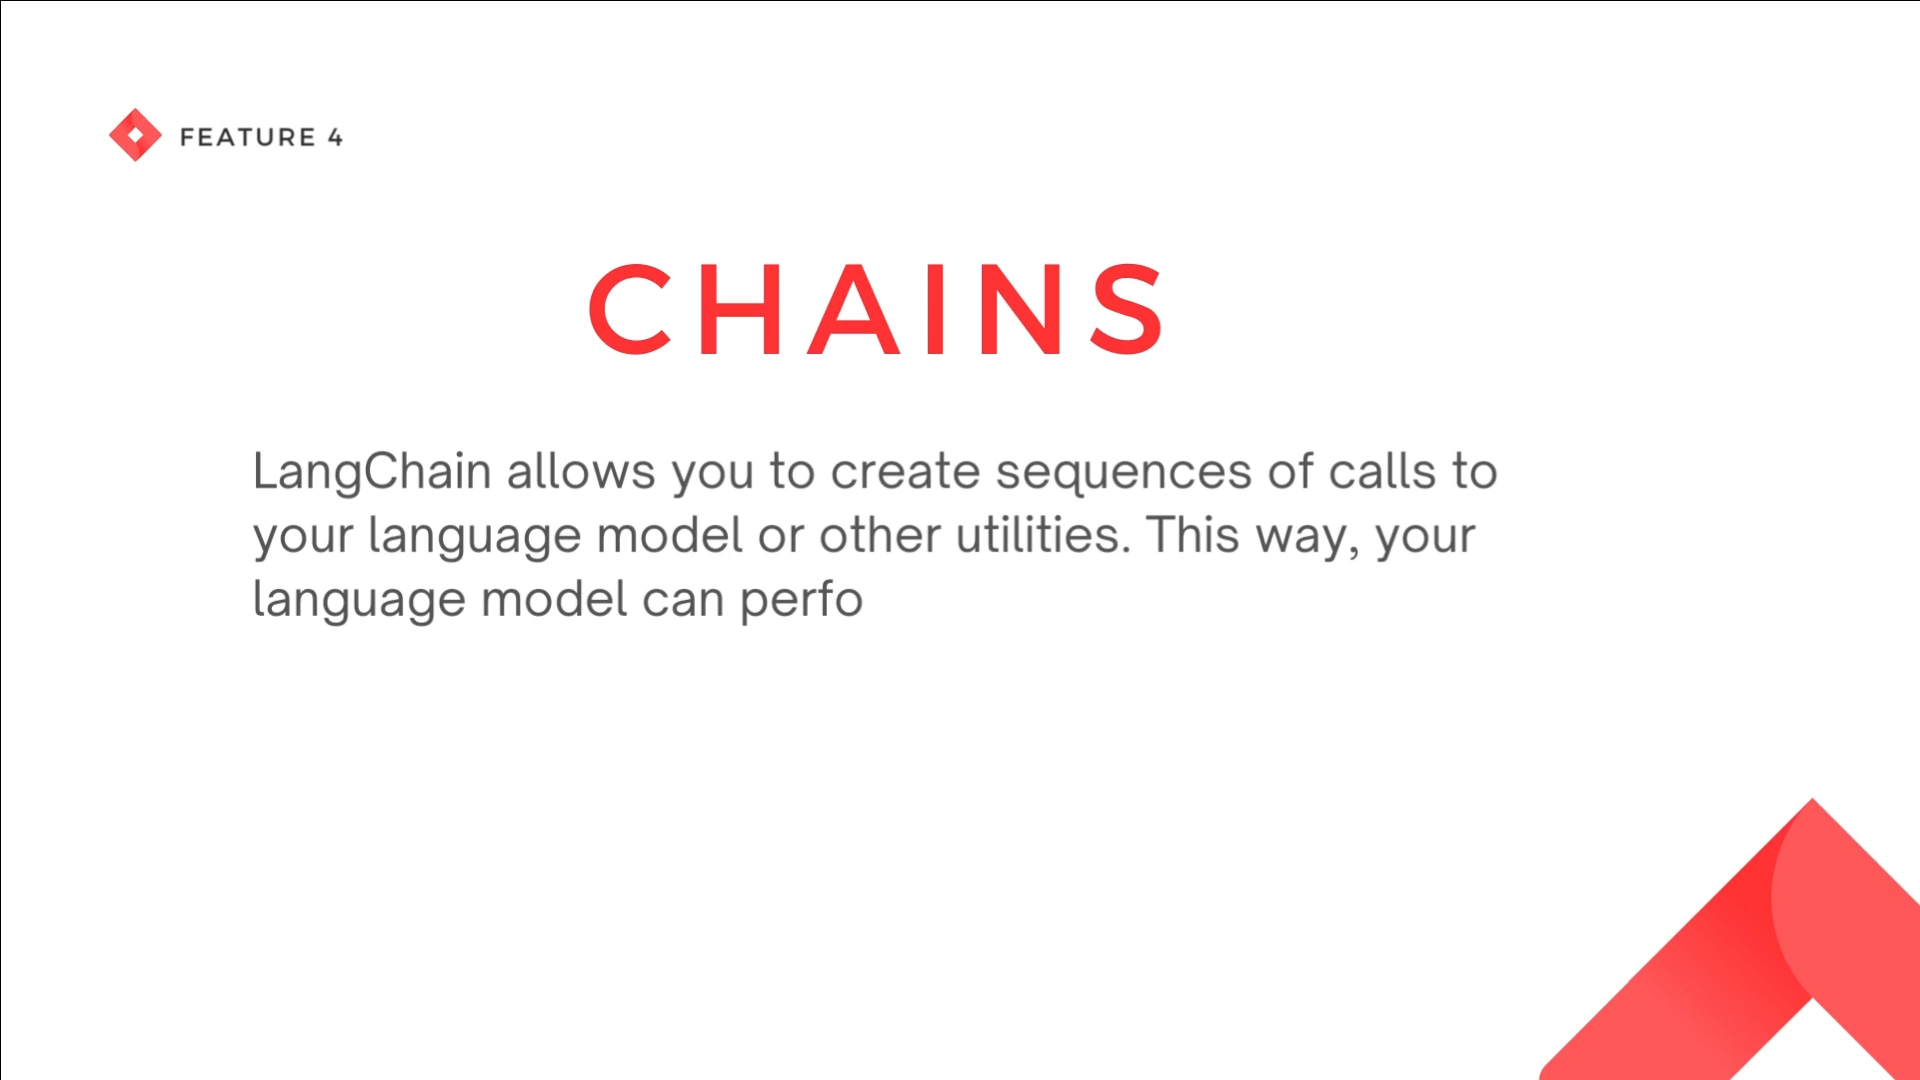 FEATURE 4
CHAINS
LangChain allows you to create sequences of calls to
your language model or other utilities. This way, your
language model can perfo